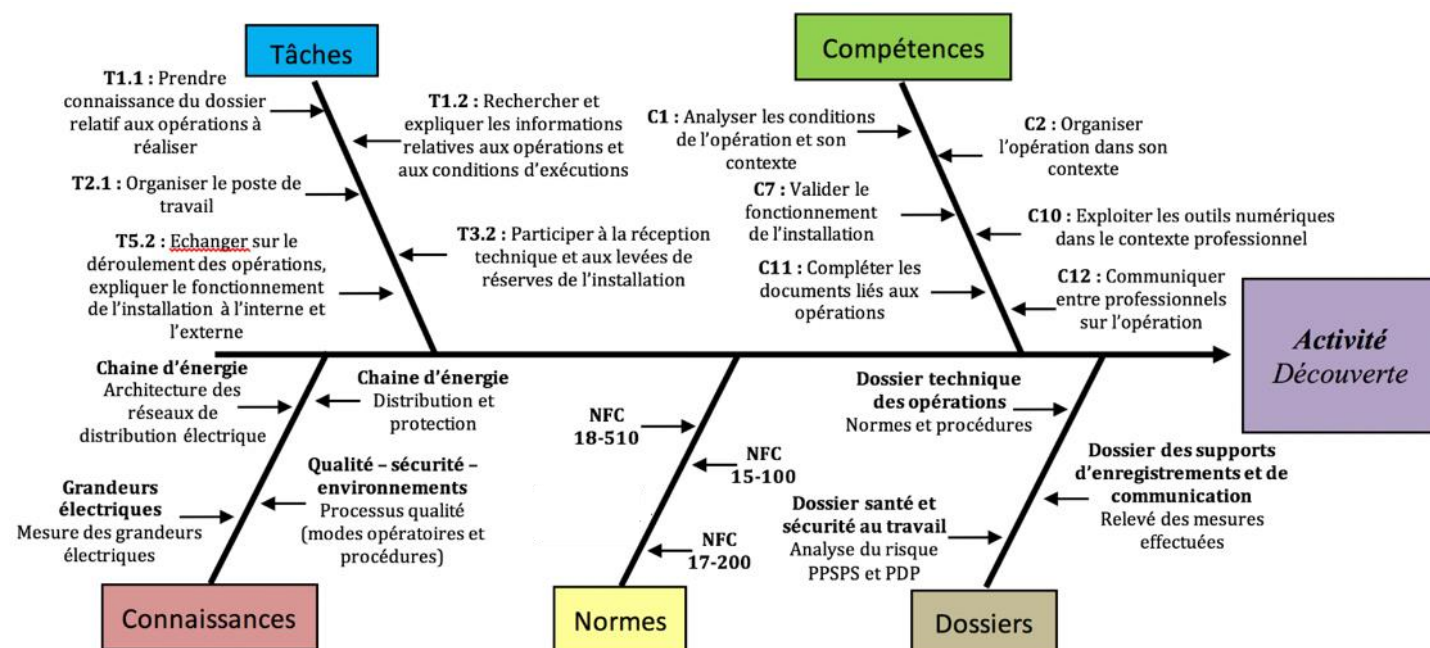 Tâches
T1.1 : Prendre
connaissance du dossier
relatif aux opérations à
réaliser
T1.2 : Rechercher et
expliquer les informations
relatives aux opérations et
aux conditions d'exécutions
T2.1 : Organiser le poste de
travail
T5.2 : Echanger sur le
déroulement des opérations,
expliquer le fonctionnement
de l'installation à l'interne et
l'externe
T3.2 : Participer à la réception
technique et aux levées de
réserves de l'installation
Compétences
C1 : Analyser les conditions
de l'opération et son
contexte
C2 : Organiser
l'opération dans son
contexte
C7 : Valider le
fonctionnement
de l'installation
C10 : Exploiter les outils numériques
dans le contexte professionnel
C11 : Compléter les
documents liés aux
opérations
C12 : Communiquer
entre professionnels
sur l'opération
Activité
Découverte
Chaine d'énergie
Architecture des
réseaux de
distribution électrique
Chaine d'énergie
Distribution et
protection
Grandeurs
électriques
Mesure des grandeurs
électriques
Qualité – sécurité –
environnements
Processus qualité
(modes opératoires et
procédures)
Connaissances
NFC
18-510
NFC
15-100
NFC
17-200
Normes
Dossier technique
des opérations
Normes et procédures
Dossier des supports
d'enregistrements et de
communication
Relevé des mesures
effectuées
Dossier santé et
sécurité au travail
Analyse du risque
PPSPS et PDP
Dossiers